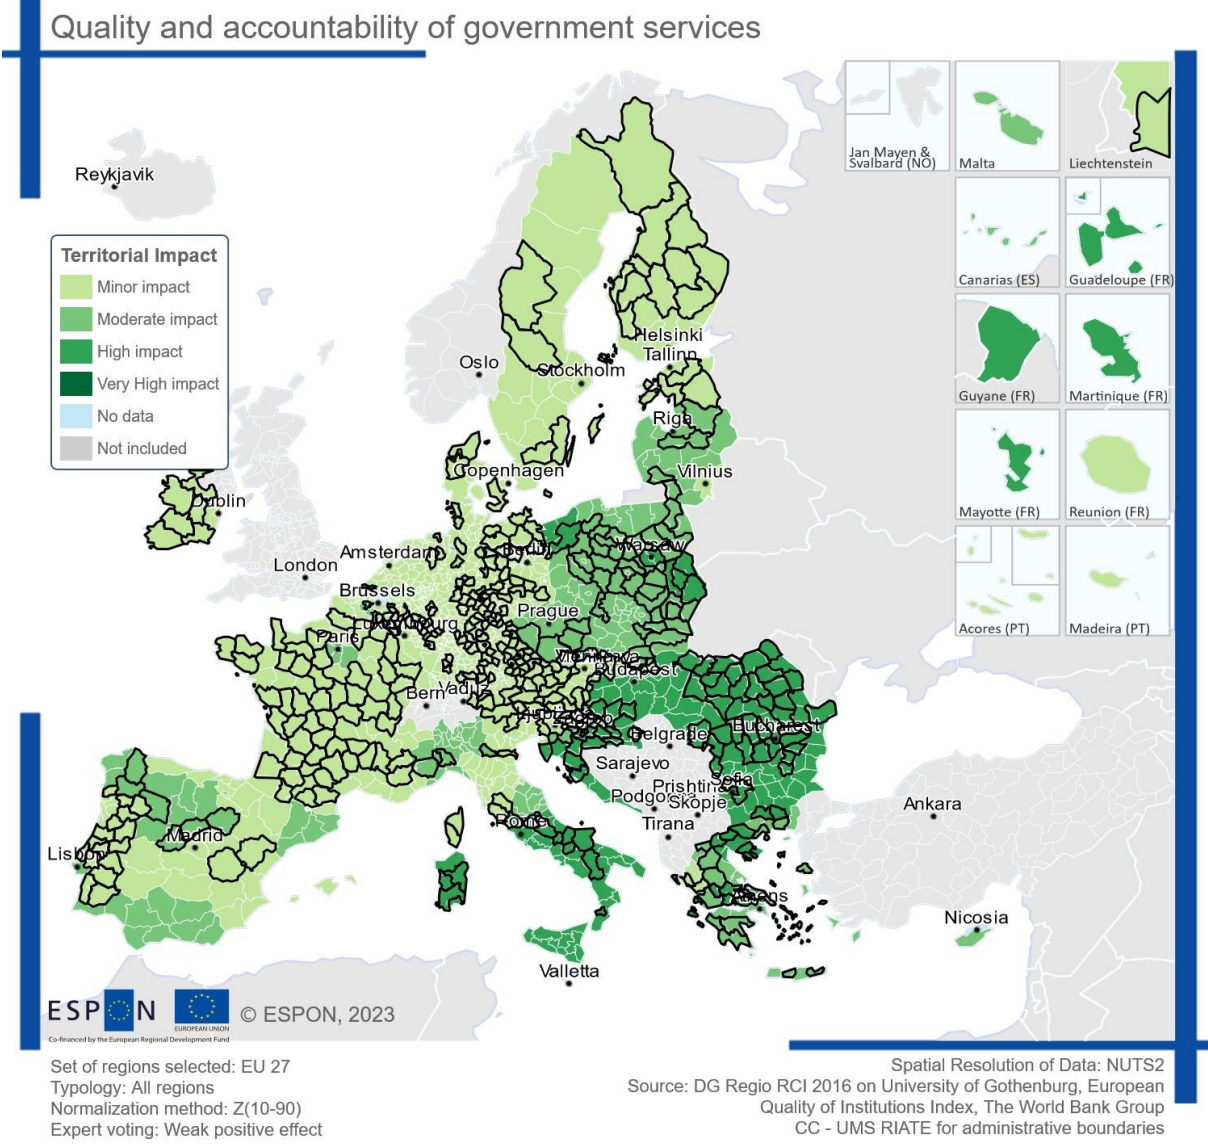 Quality and accountability of government services
Reykjavik
Jan Mayen &
Svalbard (NO)
Malta
Liechtenstein
Territorial Impact
Minor impact
Moderate impact
High impact
Very High impact
No data
Not included
Canarias (ES)
Guadeloupe (FR)
Guyane (FR)
Martinique (FR)
Mayotte (FR)
Reunion (FR)
Acores (PT)
Madeira (PT)
Helsinki
Tallinn
Oslo
Stockholm
Riga
Copenhagen
Vilnius
Dublin
Amsterdam
Berlin
Warsaw
London
Brussels
Prague
Luxembourg
Paris
Vienna
Budapest
Bern
Vaduz
Zagreb
Bucharest
Belgrade
Sarajevo
Prishtina
Sofia
Skopje
Tirana
Rome
Madrid
Lisbon
Ankara
Athens
Nicosia
Valletta
ESPON
EUROPEAN UNION
Co-financed by the European Regional Development Fund
© ESPON, 2023
Set of regions selected: EU 27
Typology: All regions
Normalization method: Z(10-90)
Expert voting: Weak positive effect
Spatial Resolution of Data: NUTS2
Source: DG Regio RCI 2016 on University of Gothenburg, European
Quality of Institutions Index, The World Bank Group
CC - UMS RIATE for administrative boundaries